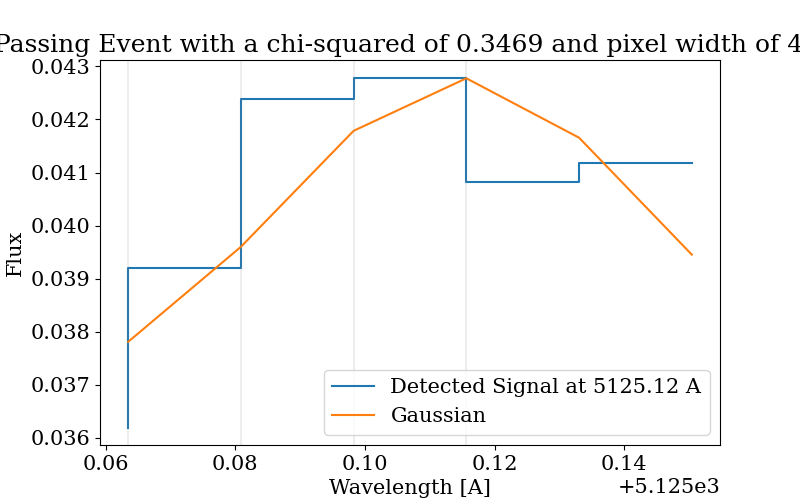 Passing Event with a chi-squared of 0.3469 and pixel width of 4
0.043
0.042
0.041
0.040
0.039
0.038
0.037
0.036
Flux
Detected Signal at 5125.12 A
Gaussian
0.06 0.08 0.10 0.12 0.14
Wavelength [A]
+5.125e3